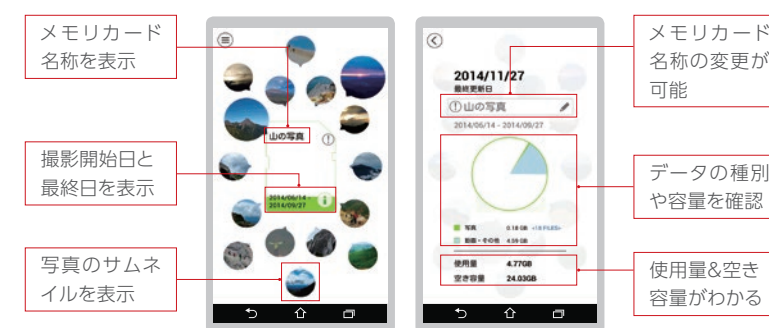 メモリカード
名称を表示
撮影開始日と
最終日を表示
写真のサムネ
イルを表示
山の写真
2014/06/14 -
2014/09/27
2014/11/27
最終更新日
山の写真
2014/06/14 - 2014/09/27
写真 0.18 GB <18 FILES>
動画・その他 4.59 GB
使用量 4.77GB
空き容量 24.03GB
メモリカード
名称の変更が
可能
データの種別
や容量を確認
使用量&空き
容量がわかる